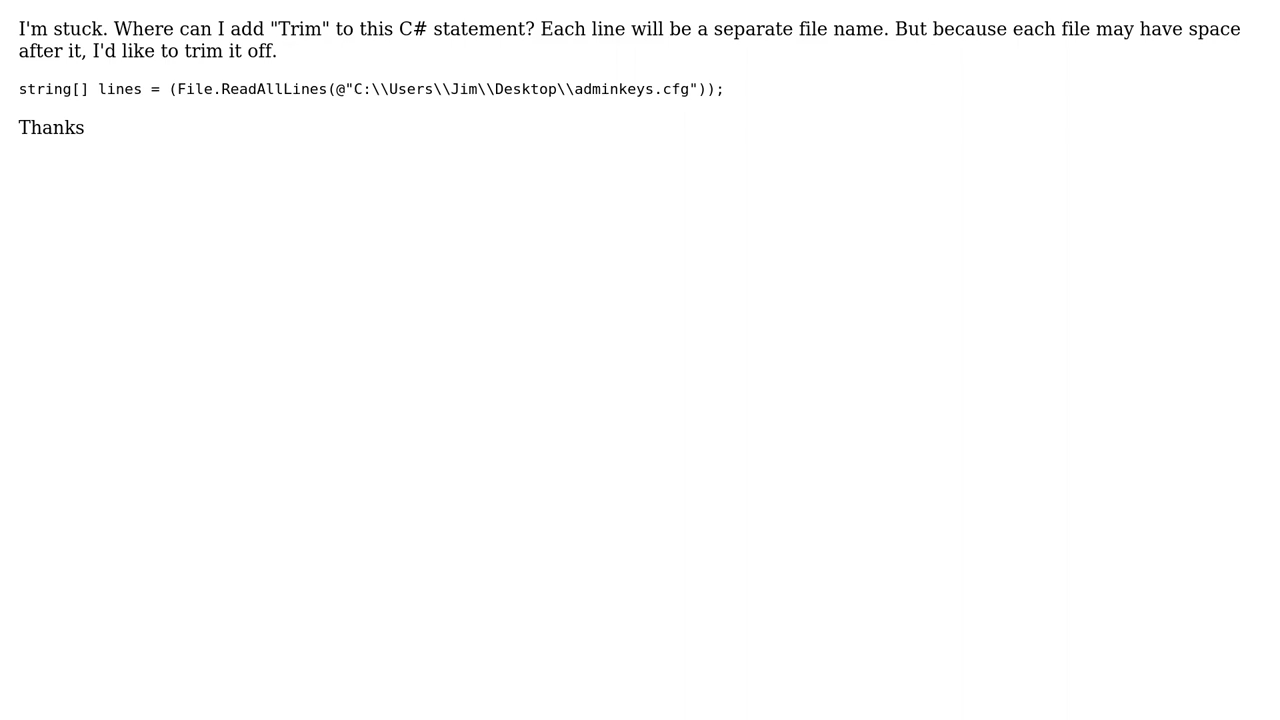 I'm stuck. Where can I add "Trim" to this C# statement? Each line will be a separate file name. But because each file may have space
after it, I'd like to trim it off.
string[] lines = (File.ReadAllLines(@"C:\\Users\\Jim\\Desktop\\adminkeys.cfg"));
Thanks